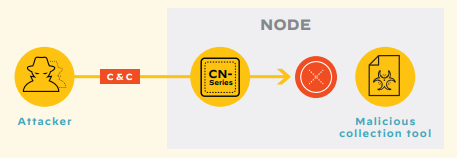 NODE
C&C
CN-
Series
Attacker
Malicious
collection tool